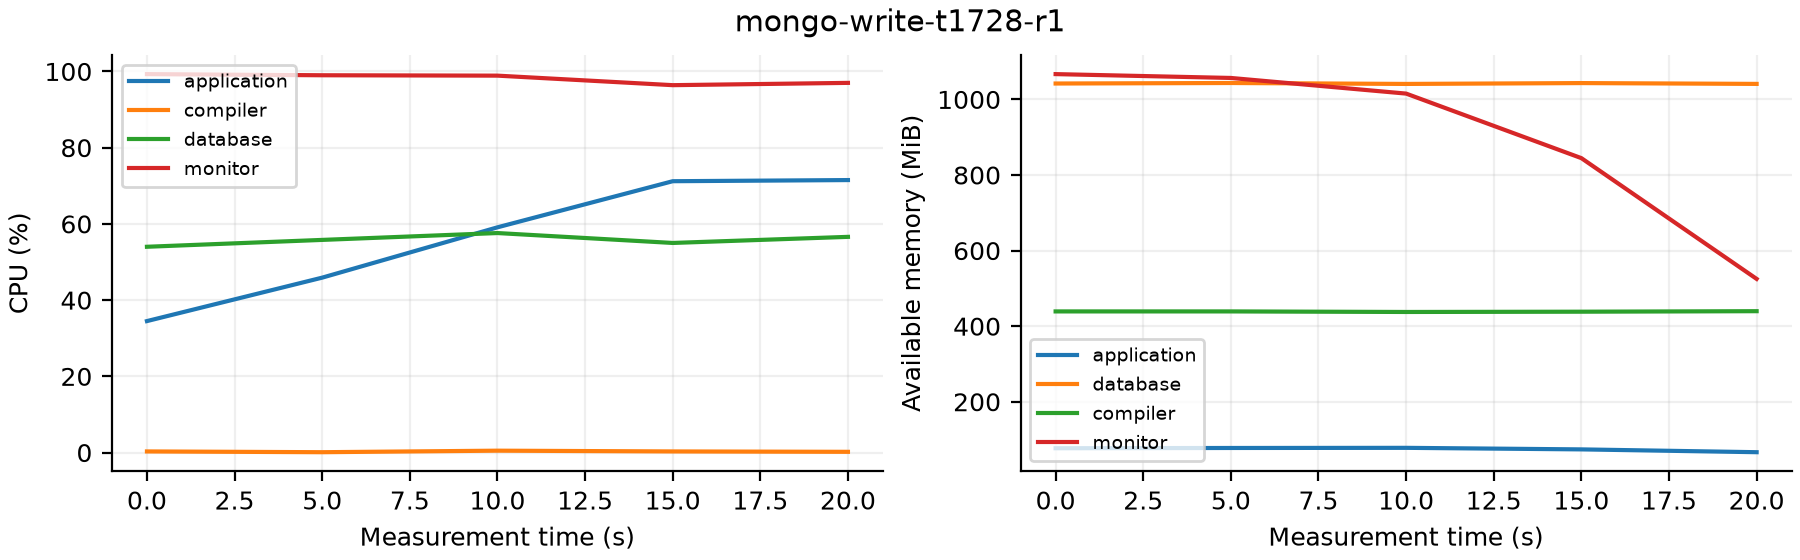 mongo-write-t1728-r1
CPU (%)
100
80
60
40
20
0
application
compiler
database
monitor
0.0 2.5 5.0 7.5 10.0 12.5 15.0 17.5 20.0
Measurement time (s)
Available memory (MiB)
1000
800
600
400
200
application
database
compiler
monitor
0.0 2.5 5.0 7.5 10.0 12.5 15.0 17.5 20.0
Measurement time (s)